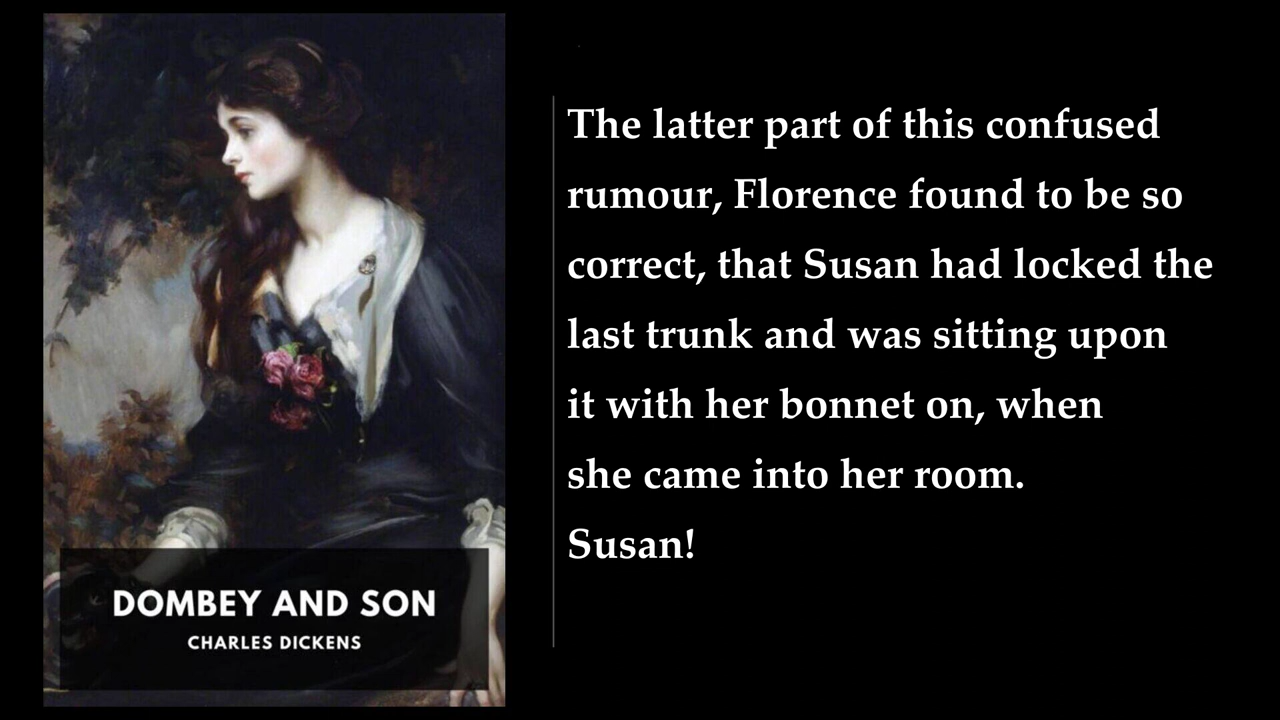 The latter part of this confused
rumour, Florence found to be so
correct, that Susan had locked the
last trunk and was sitting upon
it with her bonnet on, when
she came into her room.
Susan!
DOMBEY AND SON
CHARLES DICKENS